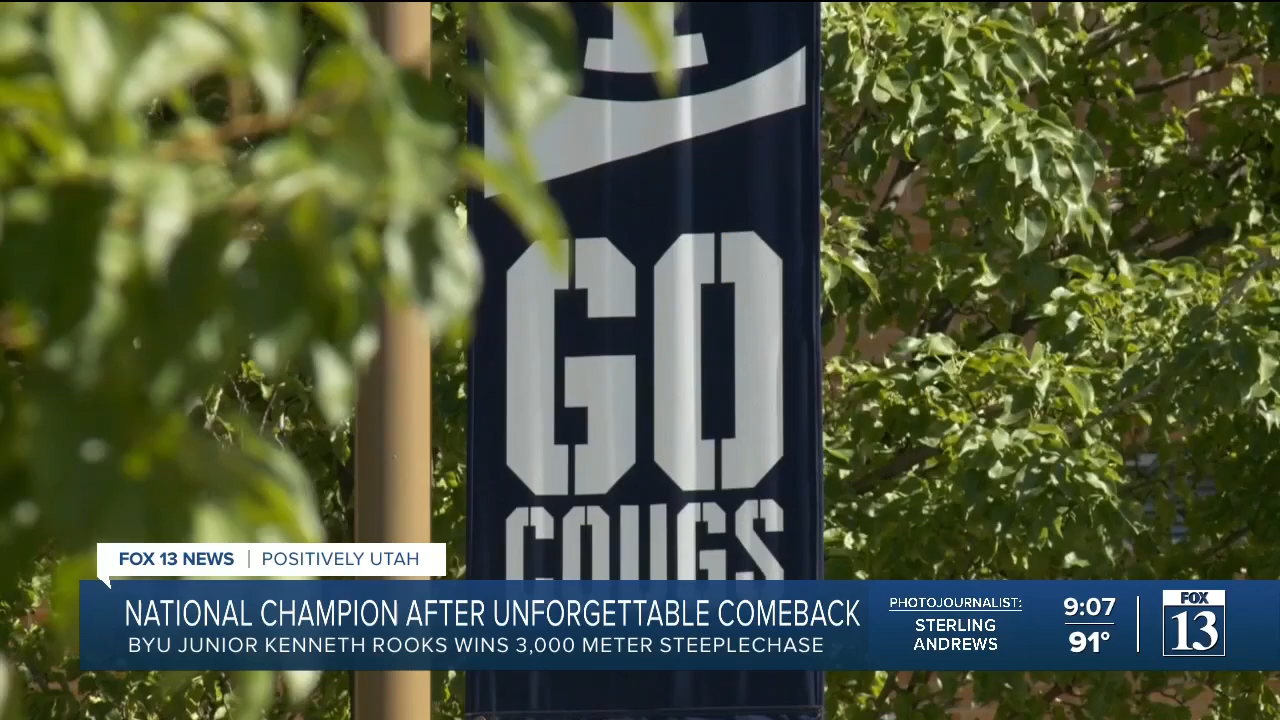 GO
COUGS
FOX 13 NEWS | POSITIVELY UTAH
NATIONAL CHAMPION AFTER UNFORGETTABLE COMEBACK
BYU JUNIOR KENNETH ROOKS WINS 3,000 METER STEEPLECHASE
PHOTOJOURNALIST:
STERLING
ANDREWS
9:07
91°
FOX
13